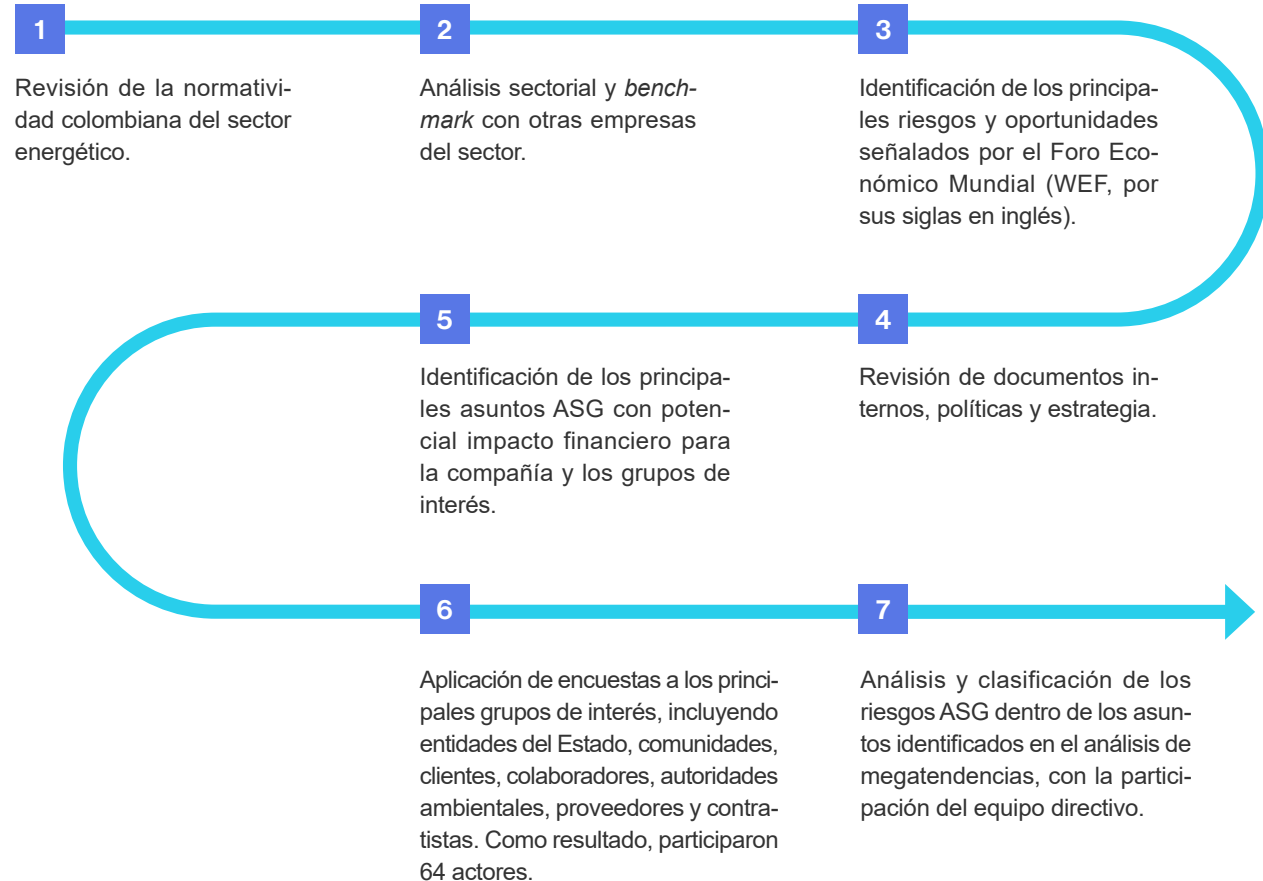 1
Revisión de la normativi-
dad colombiana del sector
energético.
2
Análisis sectorial y bench-
mark con otras empresas
del sector.
3
Identificación de los principa-
les riesgos y oportunidades
señalados por el Foro Eco-
nómico Mundial (WEF, por
sus siglas en inglés).
4
Revisión de documentos in-
ternos, políticas y estrategia.
5
Identificación de los principa-
les asuntos ASG con poten-
cial impacto financiero para
la compañía y los grupos de
interés.
6
Aplicación de encuestas a los princi-
pales grupos de interés, incluyendo
entidades del Estado, comunidades,
clientes, colaboradores, autoridades
ambientales, proveedores y contra-
tistas. Como resultado, participaron
64 actores.
7
Análisis y clasificación de los
riesgos ASG dentro de los asun-
tos identificados en el análisis de
megatendencias, con la partici-
pación del equipo directivo.